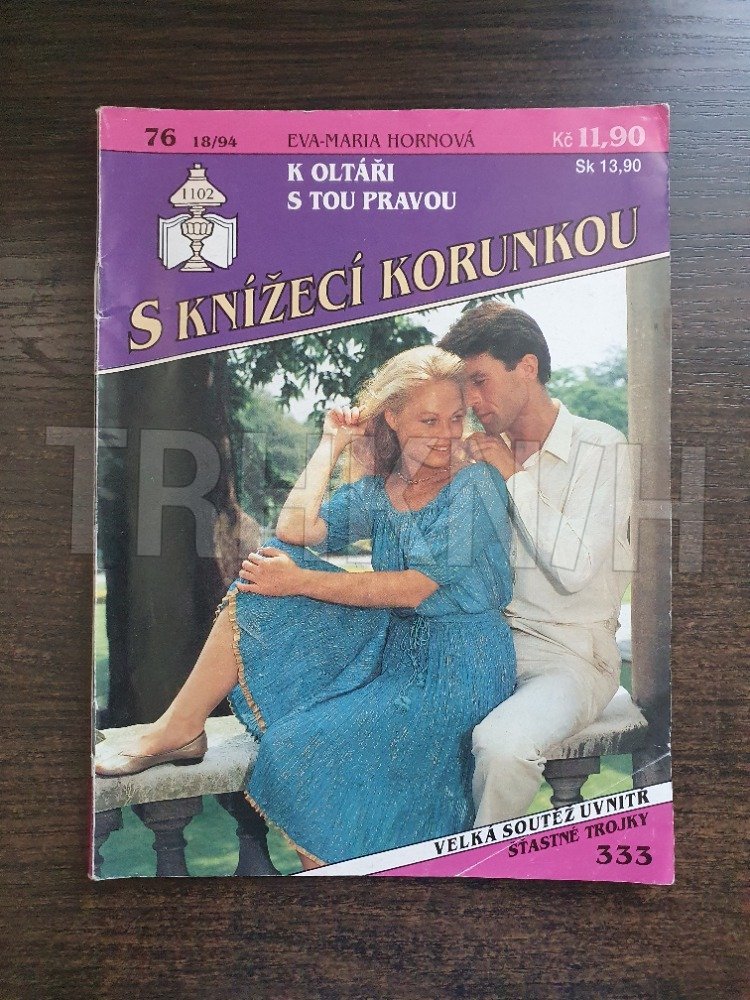 76 18/94 EVA-MARIA HORNOVÁ Kč 11,90
Sk 13,90
1102
K OLTÁŘI
S TOU PRAVOU
S KNÍŽECÍ KORUNKOU
TRHKNIH
VELKÁ SOUTĚŽ UVNITŘ
ŠŤASTNÉ TROJKY
333